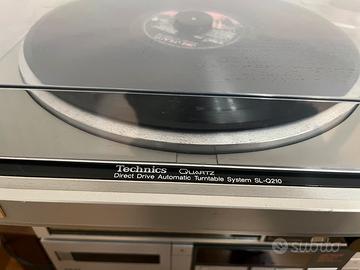 Technics QUARTZ
Direct Drive Automatic Turntable System SL-Q210
subito